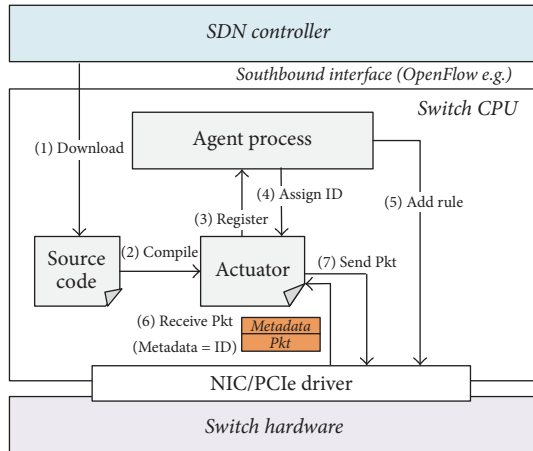 SDN controller
Southbound interface (OpenFlow e.g.)
Switch CPU
Agent process
(1) Download
(4) Assign ID
(5) Add rule
(3) Register
(2) Compile
Source
code
Actuator
(7) Send Pkt
(6) Receive Pkt
Metadata
(Metadata = ID)
Pkt
NIC/PCIe driver
Switch hardware